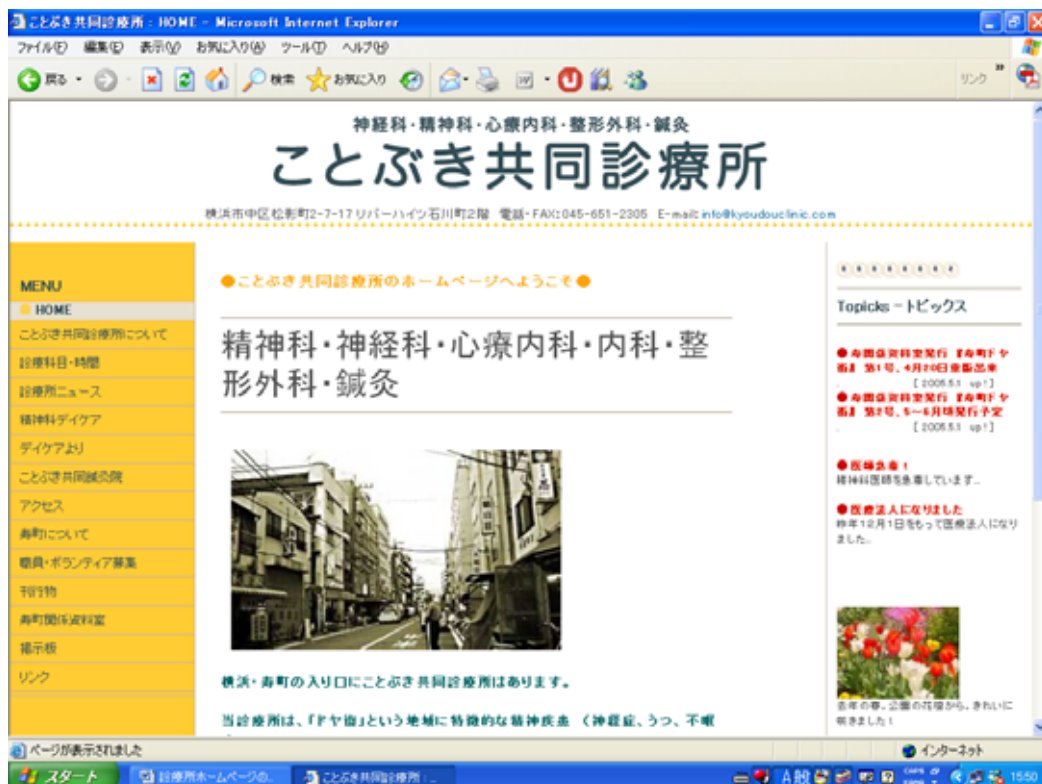 ことぶき共同診療所:HOME - Microsoft Internet Explorer
ファイル(F) 編集(E) 表示(V) お気に入り(A) ツール(T) ヘルプ(H)
戻る 検索 お気に入り リンク
神経科・精神科・心療内科・整形外科・鍼灸
ことぶき共同診療所
横浜市中区松影町2-7-17リバーハイツ石川町2階 電話・FAX:045-651-2305 E-mail:info@kyoudouclinic.com
MENU
HOME
ことぶき共同診療所について
診療科目・時間
診療所ニュース
精神科デイケア
デイケアより
ことぶき共同鍼灸院
アクセス
寿町について
職員・ボランティア募集
刊行物
寿町関係資料室
掲示板
リンク
●ことぶき共同診療所のホームページへようこそ●
精神科・神経科・心療内科・内科・整
形外科・鍼灸
横浜・寿町の入り口にことぶき共同診療所はあります。
当診療所は、「ドヤ街」という地域に特徴的な精神疾患 (神経症、うつ、不眠
Topicks -トピックス
●寿関係資料室発行 『寿町ドヤ
街』 第1号、4月20日重版出来
[2005.5.1 up!]
●寿関係資料室発行 『寿町ドヤ
街』 第2号、5~6月頃発行予定
[2005.5.1 up!]
●医師急募!
精神科医師を急募しています…
●医療法人になりました
昨年12月1日をもって医療法人になり
ました..
去年の春、公園の花壇から。きれいに
咲きました!
ページが表示されました
インターネット
スタート
診療所ホームページの...
ことぶき共同診療所:...
A般
15:50